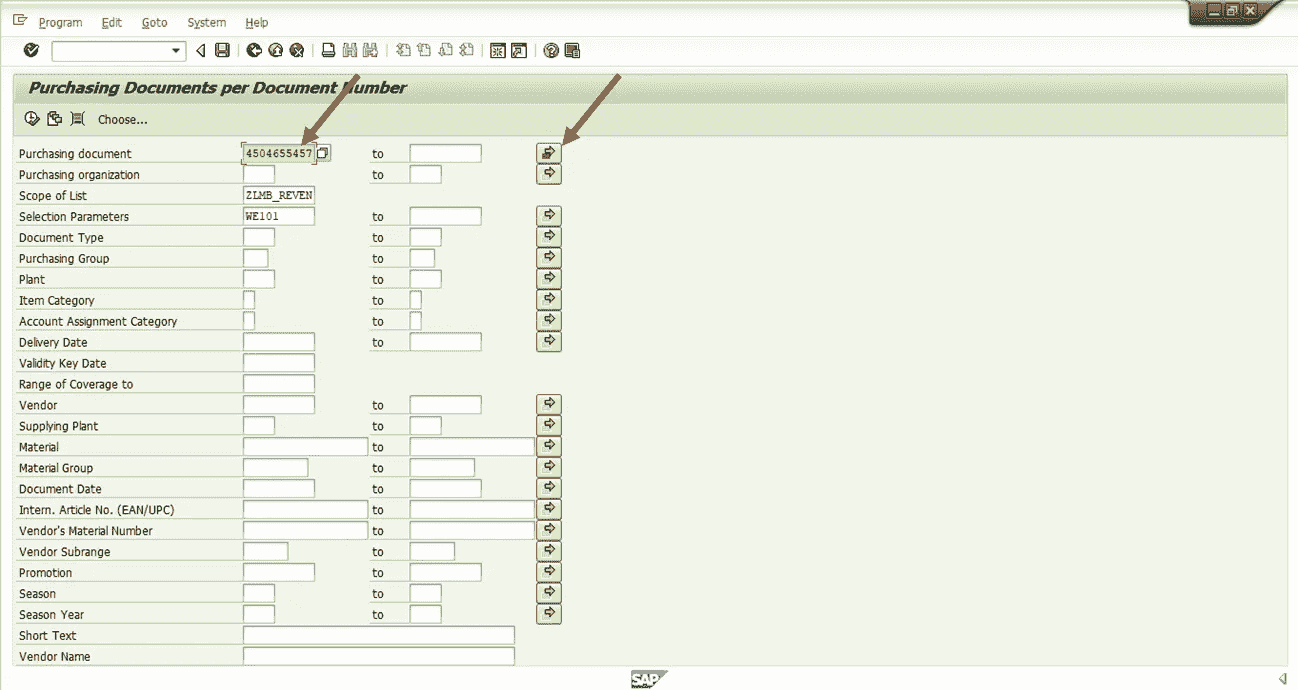 Program Edit Goto System Help
Purchasing Documents per Document Number
Choose...
Purchasing document 4504655457 to
Purchasing organization to
Scope of List ZLMB_REVEN
Selection Parameters WE101 to
Document Type to
Purchasing Group to
Plant to
Item Category to
Account Assignment Category to
Delivery Date to
Validity Key Date
Range of Coverage to
Vendor to
Supplying Plant to
Material to
Material Group to
Document Date to
Intern. Article No. (EAN/UPC) to
Vendor's Material Number to
Vendor Subrange to
Promotion to
Season to
Season Year to
Short Text
Vendor Name
SAP